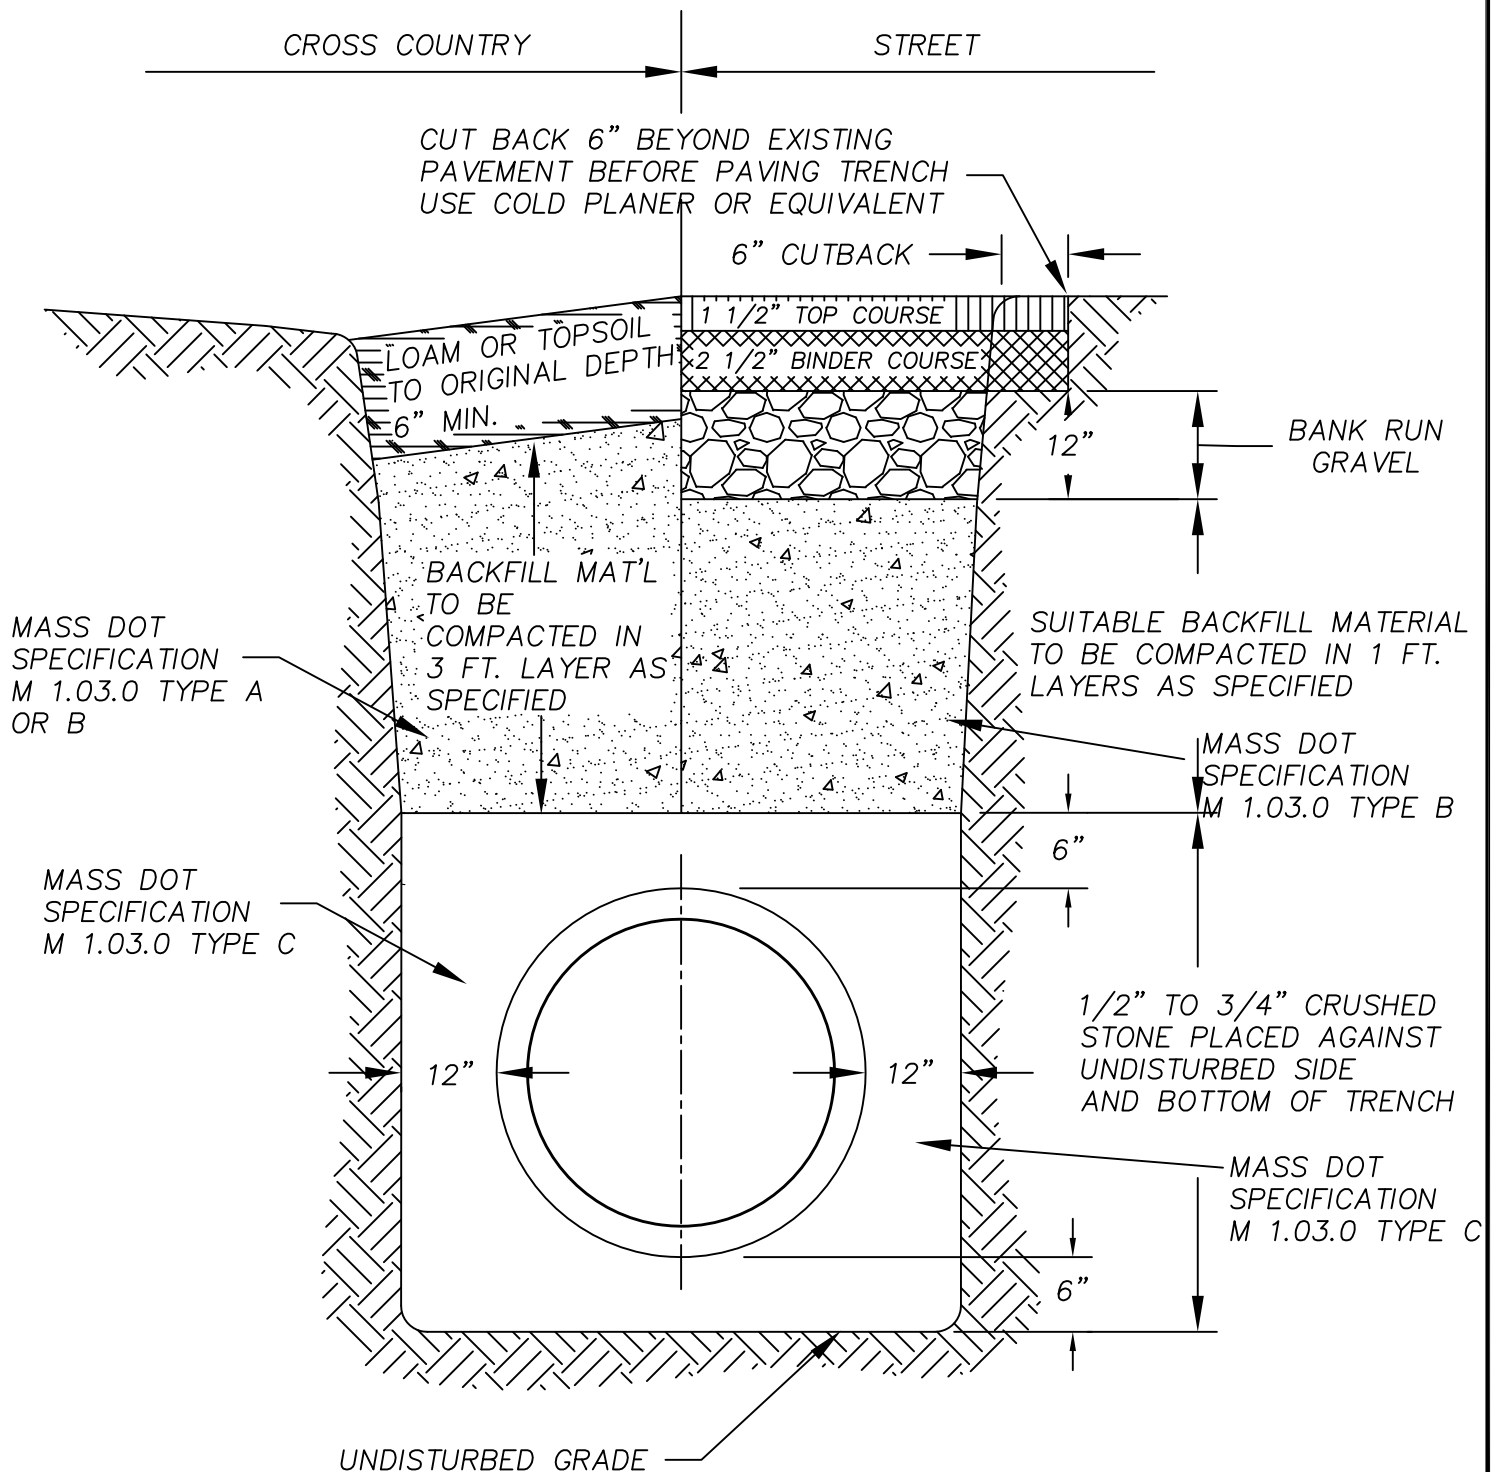 CROSS COUNTRY
STREET
CUT BACK 6” BEYOND EXISTING
PAVEMENT BEFORE PAVING TRENCH
USE COLD PLANER OR EQUIVALENT
6” CUTBACK
1 1/2” TOP COURSE
2 1/2” BINDER COURSE
LOAM OR TOPSOIL
TO ORIGINAL DEPTH
6” MIN.
12”
BANK RUN
GRAVEL
BACKFILL MAT'L
TO BE
COMPACTED IN
3 FT. LAYER AS
SPECIFIED
MASS DOT
SPECIFICATION
M 1.03.0 TYPE A
OR B
SUITABLE BACKFILL MATERIAL
TO BE COMPACTED IN 1 FT.
LAYERS AS SPECIFIED
MASS DOT
SPECIFICATION
M 1.03.0 TYPE B
6”
MASS DOT
SPECIFICATION
M 1.03.0 TYPE C
12”
12”
1/2” TO 3/4” CRUSHED
STONE PLACED AGAINST
UNDISTURBED SIDE
AND BOTTOM OF TRENCH
MASS DOT
SPECIFICATION
M 1.03.0 TYPE C
6”
UNDISTURBED GRADE